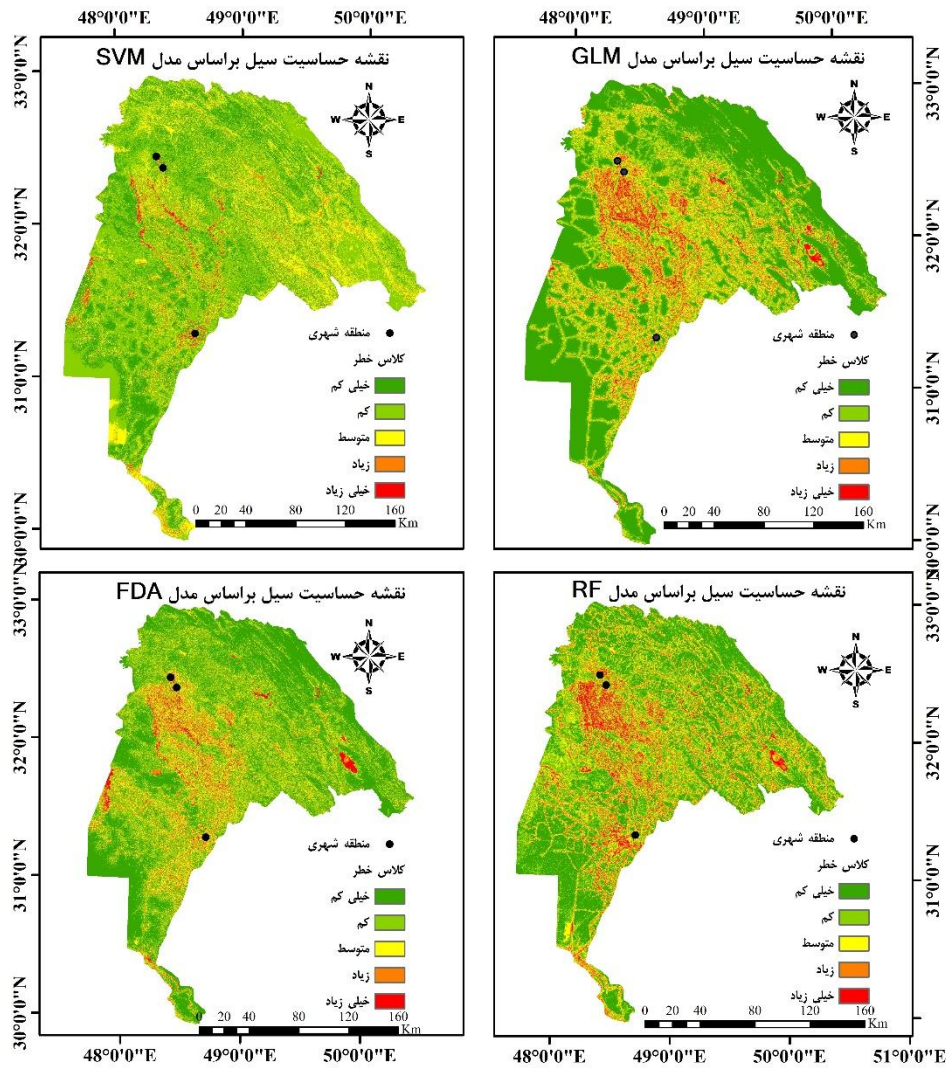 48°0'0"E 49°0'0"E 50°0'0"E
48°0'0"E 49°0'0"E 50°0'0"E
نقشه حساسیت سیل براساس مدل SVM
33°0'0"N
32°0'0"N
31°0'0"N
30°0'0"N
N
W E
S
منطقه شهری
کلاس خطر
خیلی کم
کم
متوسط
زیاد
خیلی زیاد
0 20 40 80 120 160
Km
نقشه حساسیت سیل براساس مدل GLM
33°0'0"N
32°0'0"N
31°0'0"N
30°0'0"N
N
W E
S
منطقه شهری
کلاس خطر
خیلی کم
کم
متوسط
زیاد
خیلی زیاد
0 20 40 80 120 160
Km
نقشه حساسیت سیل براساس مدل FDA
33°0'0"N
32°0'0"N
31°0'0"N
30°0'0"N
N
W E
S
منطقه شهری
کلاس خطر
خیلی کم
کم
متوسط
زیاد
خیلی زیاد
0 20 40 80 120 160
Km
48°0'0"E 49°0'0"E 50°0'0"E
نقشه حساسیت سیل براساس مدل RF
33°0'0"N
32°0'0"N
31°0'0"N
N
W E
S
منطقه شهری
کلاس خطر
خیلی کم
کم
متوسط
زیاد
خیلی زیاد
0 20 40 80 120 160
Km
48°0'0"E 49°0'0"E 50°0'0"E 51°0'0"E